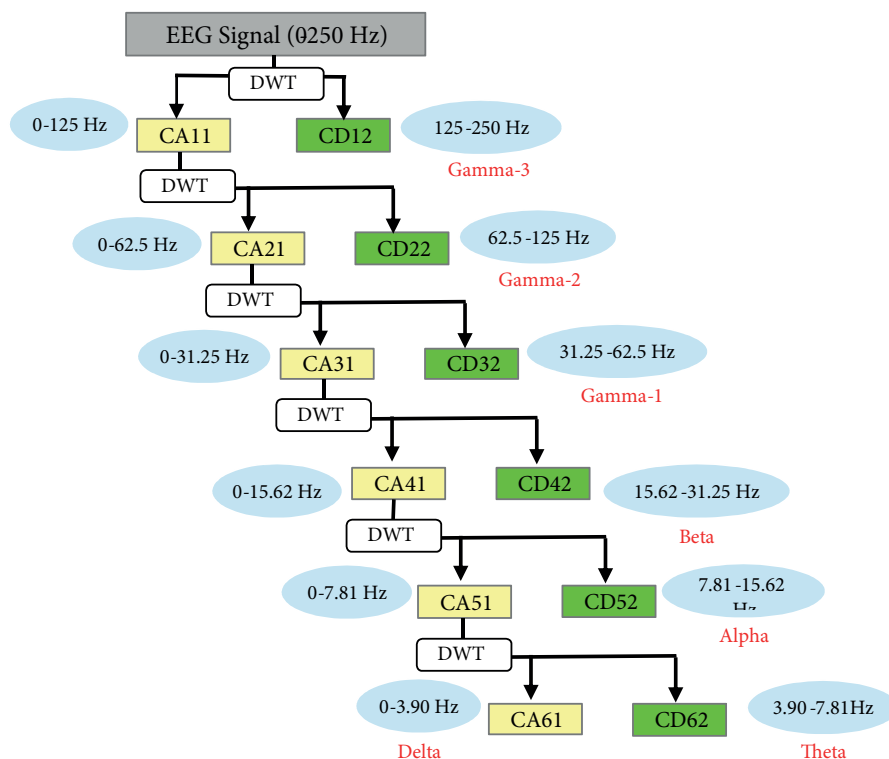 EEG Signal (0250 Hz)
DWT
0-125 Hz
CA11
CD12
125-250 Hz
Gamma-3
DWT
0-62.5 Hz
CA21
CD22
62.5-125 Hz
Gamma-2
DWT
0-31.25 Hz
CA31
CD32
31.25-62.5 Hz
Gamma-1
DWT
0-15.62 Hz
CA41
CD42
15.62-31.25 Hz
Beta
DWT
0-7.81 Hz
CA51
CD52
7.81-15.62
Hz
Alpha
DWT
0-3.90 Hz
CA61
CD62
3.90-7.81Hz
Delta
Theta